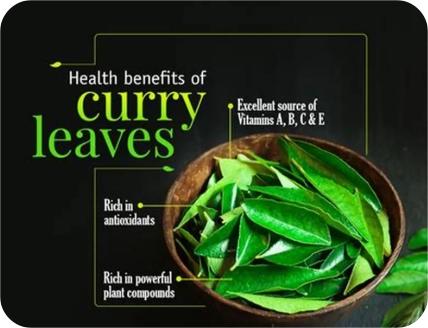 Health benefits of
curry
leaves
Excellent source of
Vitamins A, B, C & E
Rich in
antioxidants
Rich in powerful
plant compounds